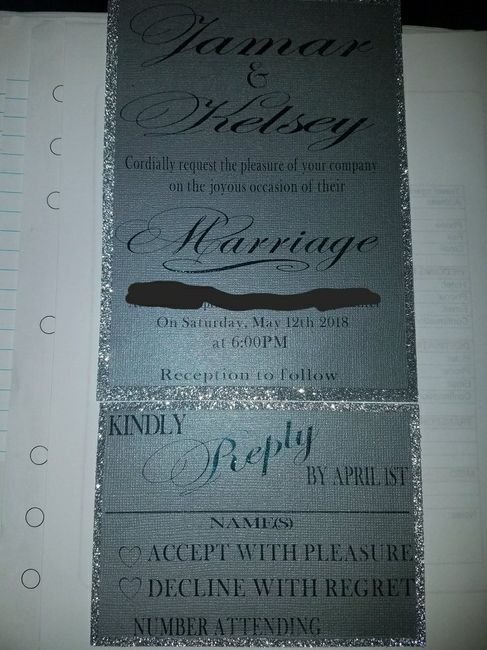 Jamar
&
Kelsey
Cordially request the pleasure of your company
on the joyous occasion of their
Marriage
On Saturday, May 12th 2018
at 6:00PM
Reception to follow
KINDLY
Reply
BY APRIL 1ST
NAME(S)
ACCEPT WITH PLEASURE
DECLINE WITH REGRET
NUMBER ATTENDING